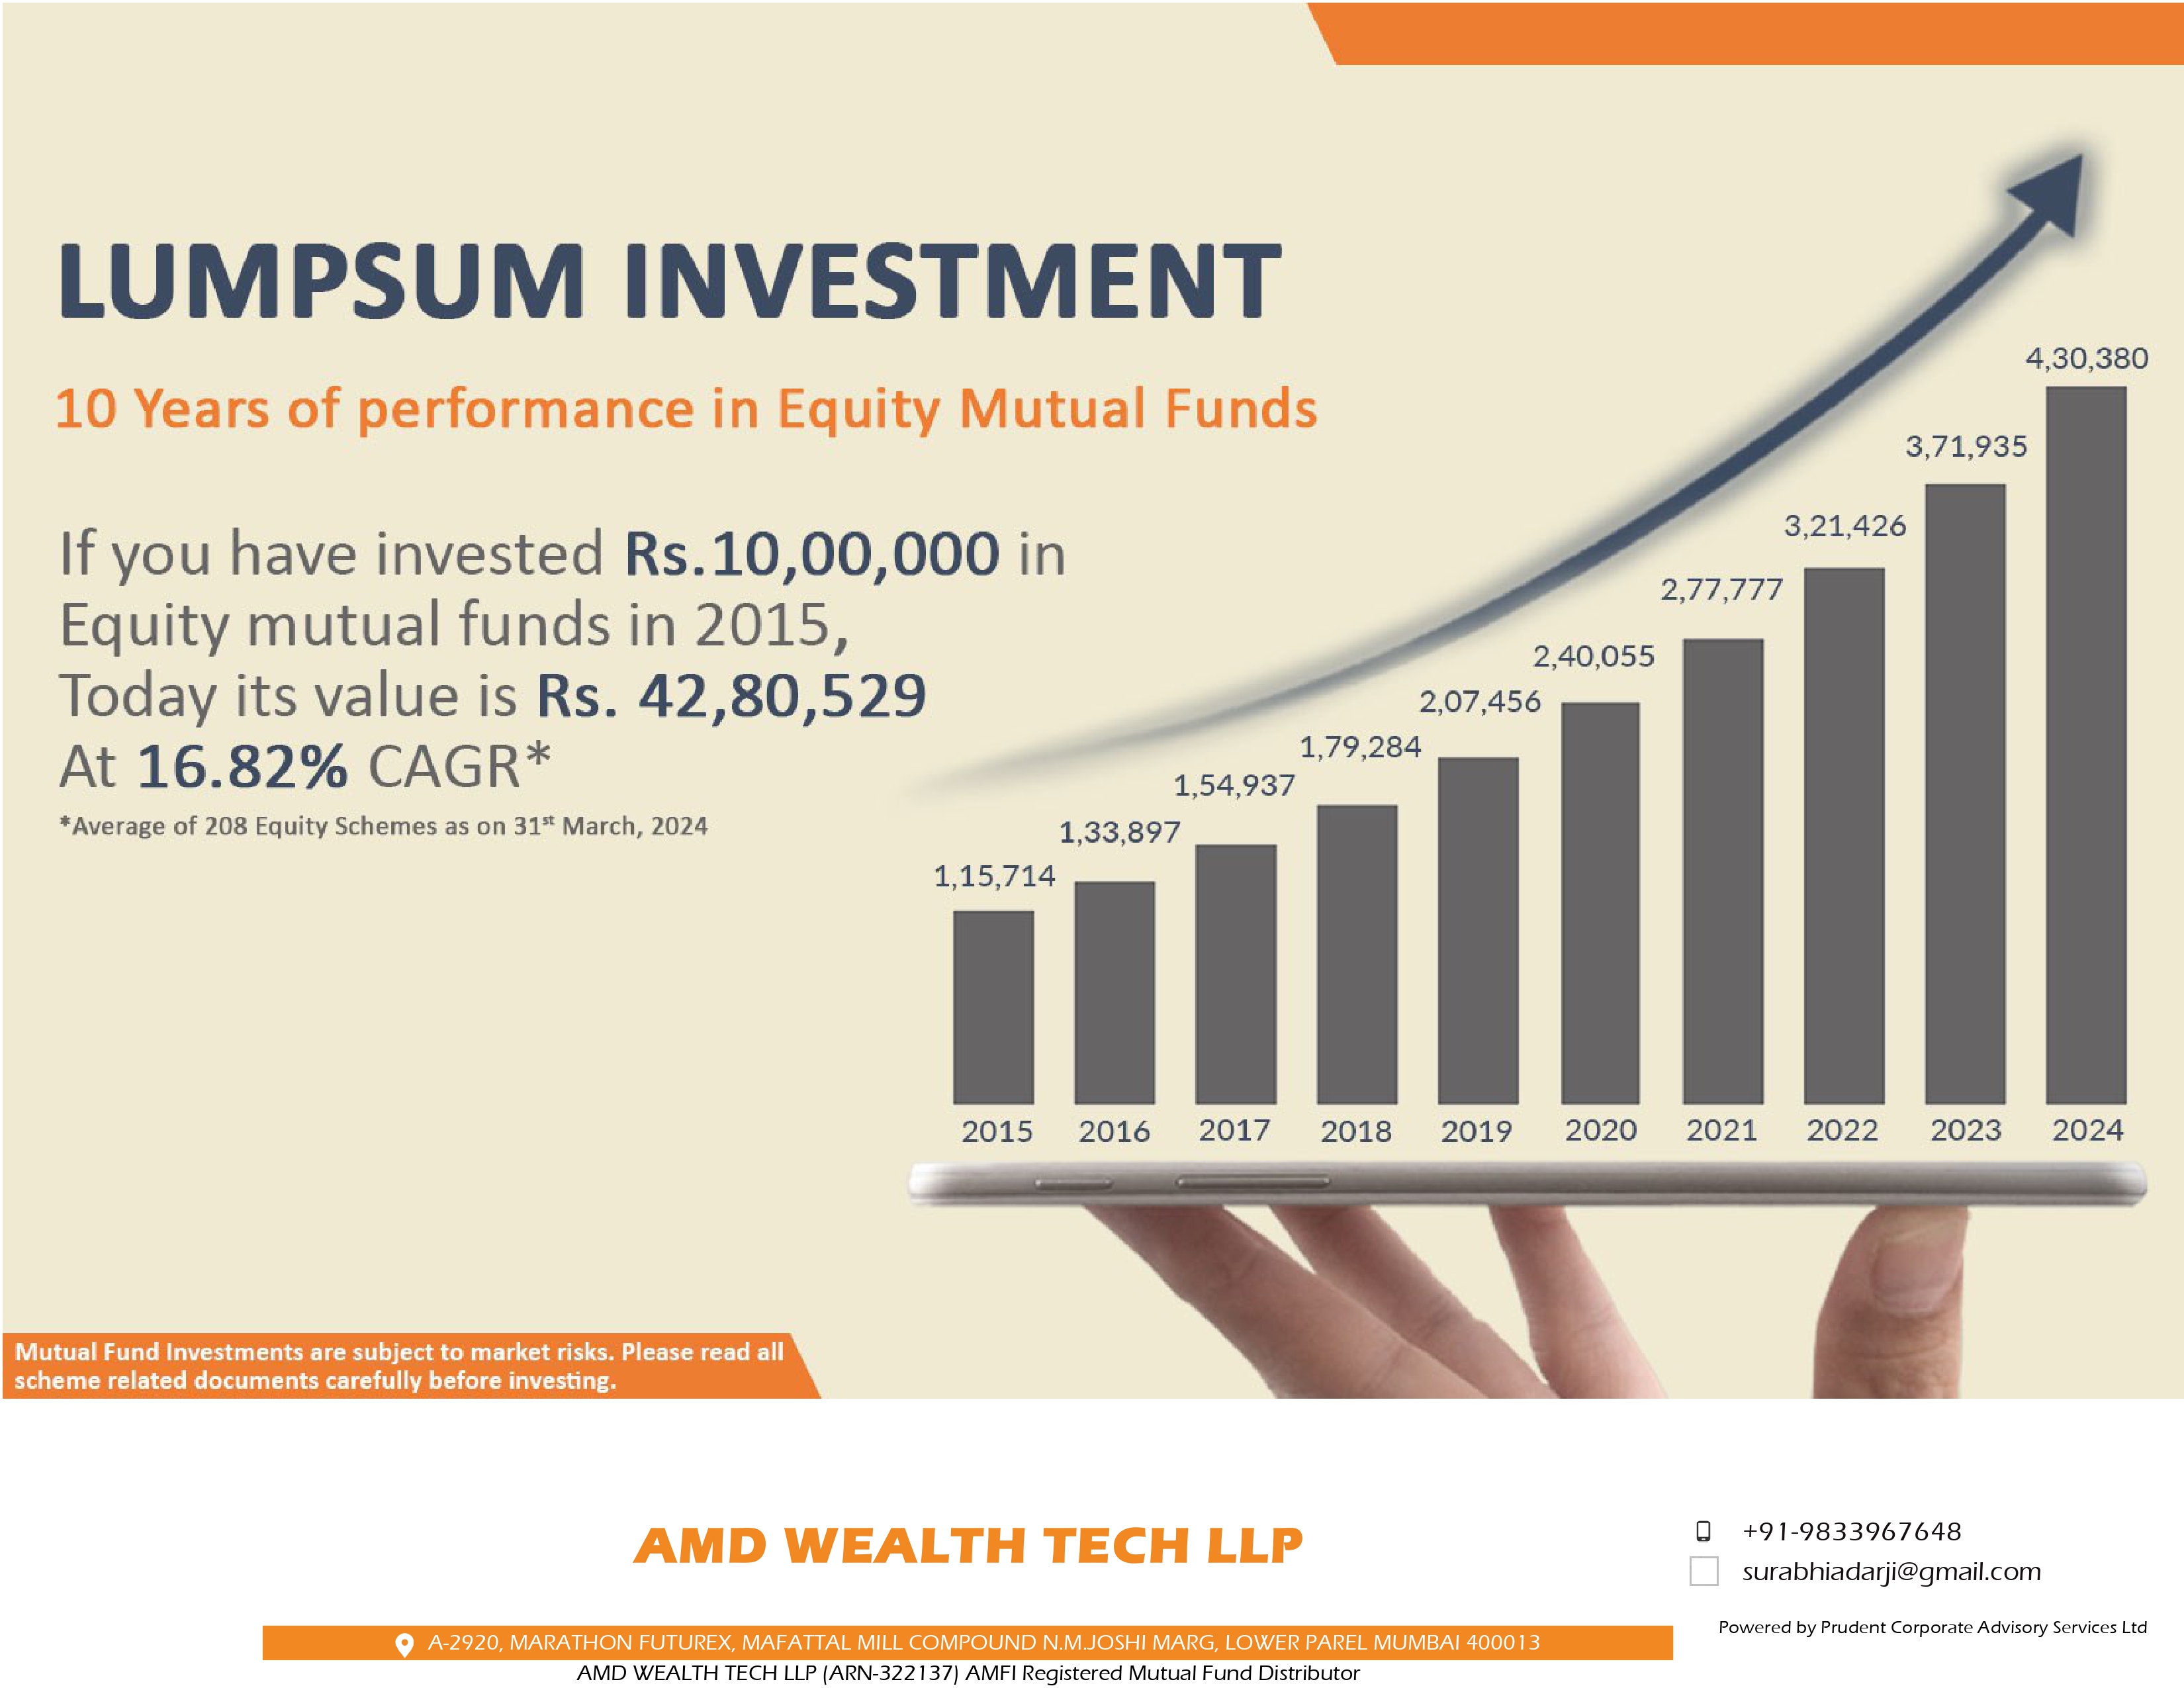 LUMPSUM INVESTMENT
10 Years of performance in Equity Mutual Funds
If you have invested Rs.10,00,000 in
Equity mutual funds in 2015,
Today its value is Rs. 42,80,529
At 16.82% CAGR*
*Average of 208 Equity Schemes as on 31st March, 2024
1,15,714
1,33,897
1,54,937
1,79,284
2,07,456
2,40,055
2,77,777
3,21,426
3,71,935
4,30,380
2015 2016 2017 2018 2019 2020 2021 2022 2023 2024
Mutual Fund Investments are subject to market risks. Please read all
scheme related documents carefully before investing.
AMD WEALTH TECH LLP
+91-9833967648
surabhiadarji@gmail.com
Powered by Prudent Corporate Advisory Services Ltd
A-2920, MARATHON FUTUREX, MAFATTAL MILL COMPOUND N.M.JOSHI MARG, LOWER PAREL MUMBAI 400013
AMD WEALTH TECH LLP (ARN-322137) AMFI Registered Mutual Fund Distributor